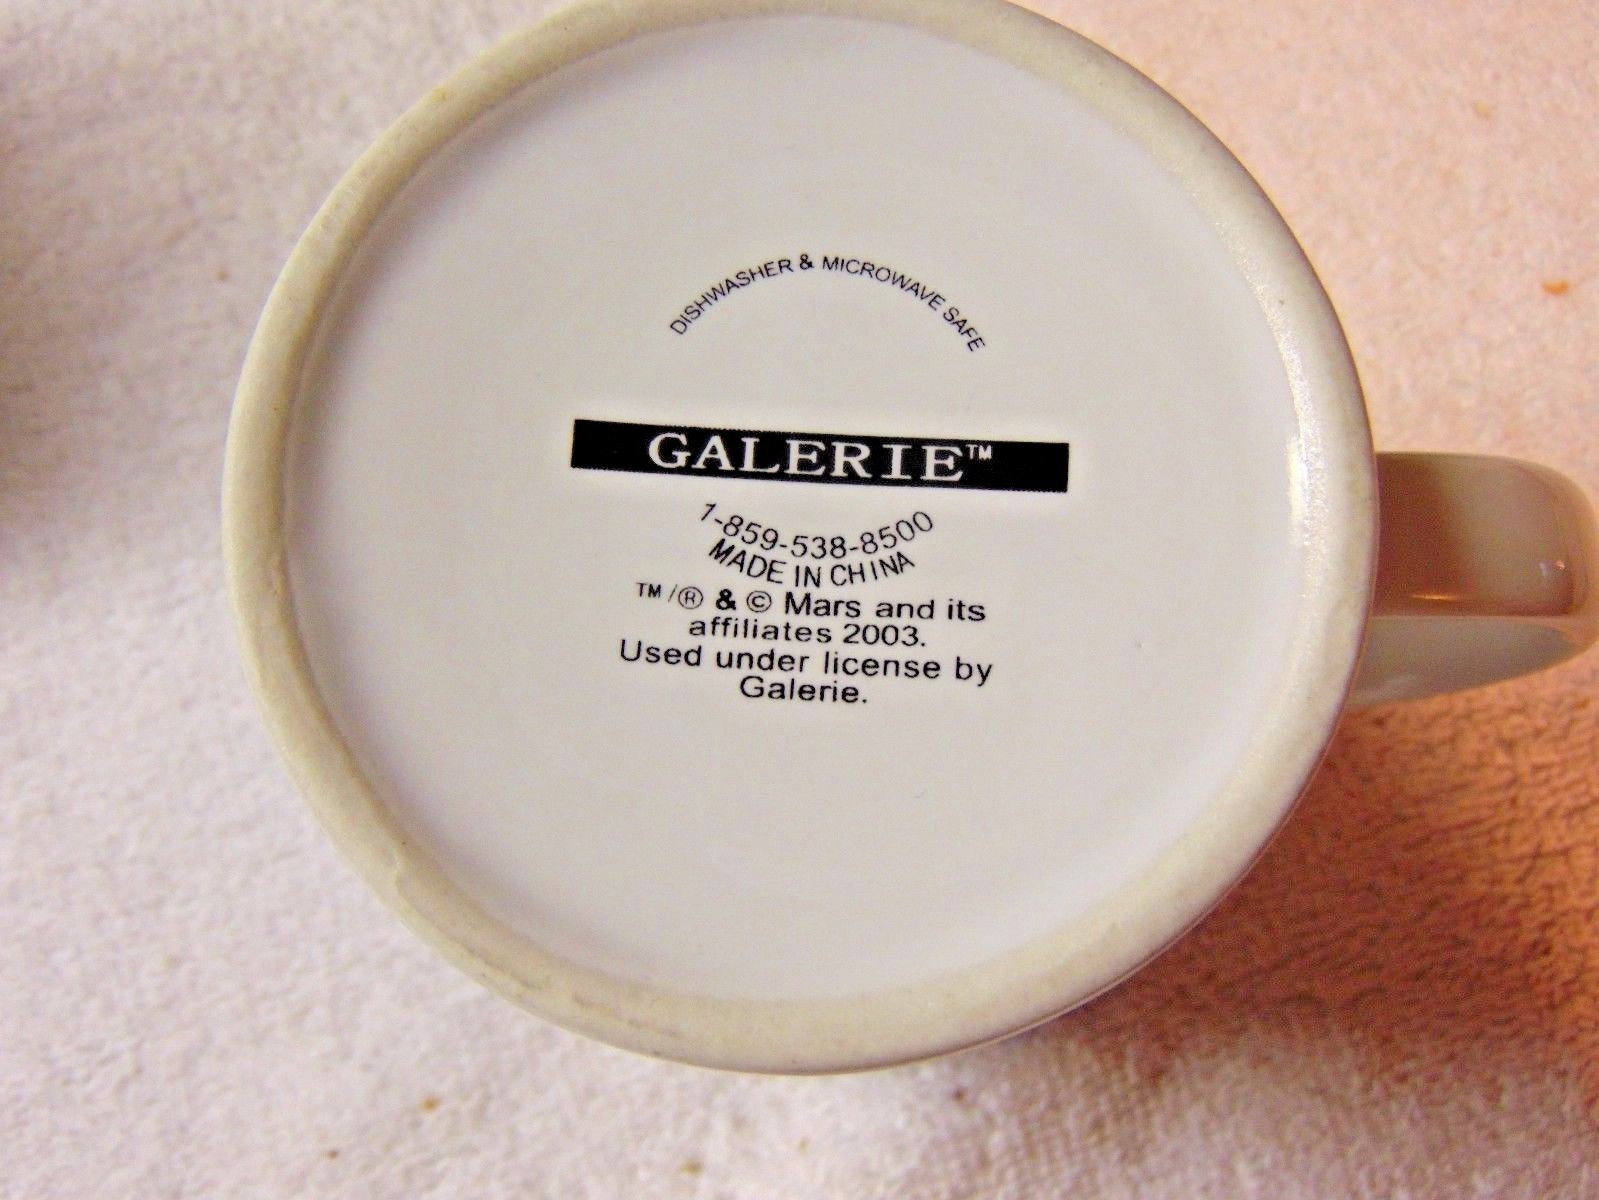 DISHWASHER & MICROWAVE SAFE
GALERIE™
1-859-538-8500
MADE IN CHINA
™/® & © Mars and its
affiliates 2003.
Used under license by
Galerie.